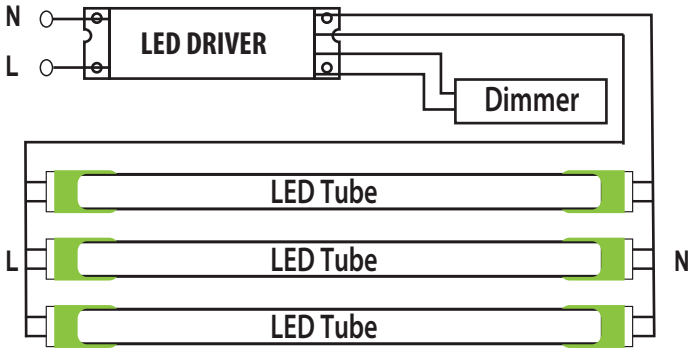 N
LED DRIVER
L
Dimmer
LED Tube
L
LED Tube
N
LED Tube